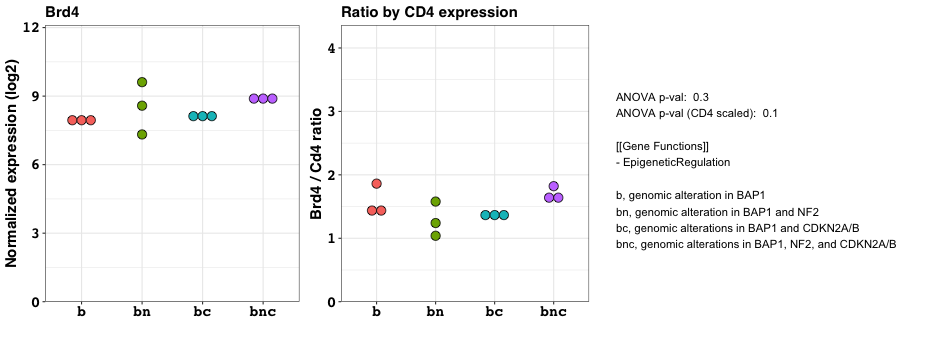 Brd4
Normalized expression (log2)
12
9
6
3
0
b bn bc bnc
Ratio by CD4 expression
Brd4 / Cd4 ratio
4
3
2
1
0
b bn bc bnc
ANOVA p-val:  0.3
ANOVA p-val (CD4 scaled):  0.1
[[Gene Functions]]
- EpigeneticRegulation
b, genomic alteration in BAP1
bn, genomic alteration in BAP1 and NF2
bc, genomic alterations in BAP1 and CDKN2A/B
bnc, genomic alterations in BAP1, NF2, and CDKN2A/B